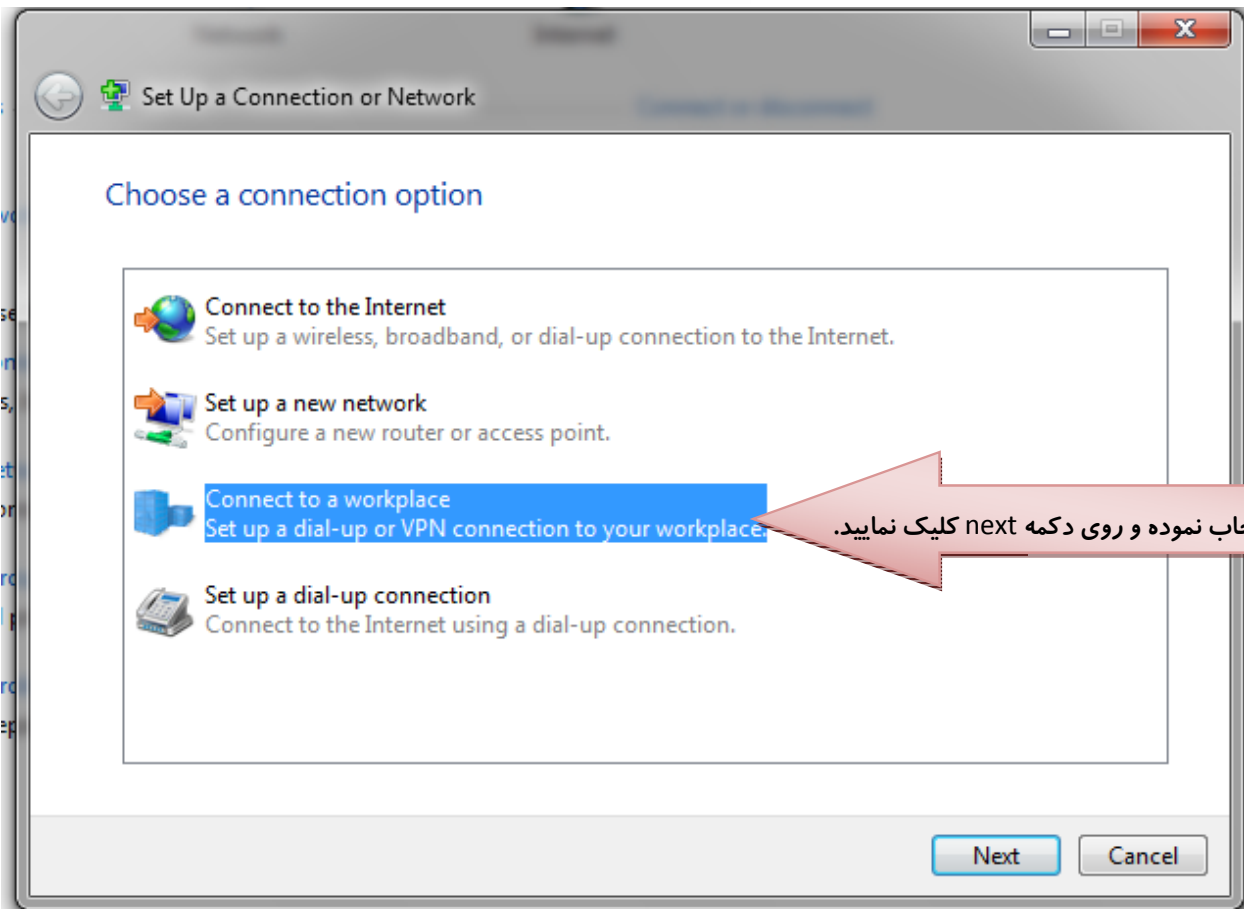 Set Up a Connection or Network
Choose a connection option
Connect to the Internet
Set up a wireless, broadband, or dial-up connection to the Internet.
Set up a new network
Configure a new router or access point.
Connect to a workplace
Set up a dial-up or VPN connection to your workplace.
نموده و روی دکمه next کلیک نمایید.
Set up a dial-up connection
Connect to the Internet using a dial-up connection.
Next
Cancel